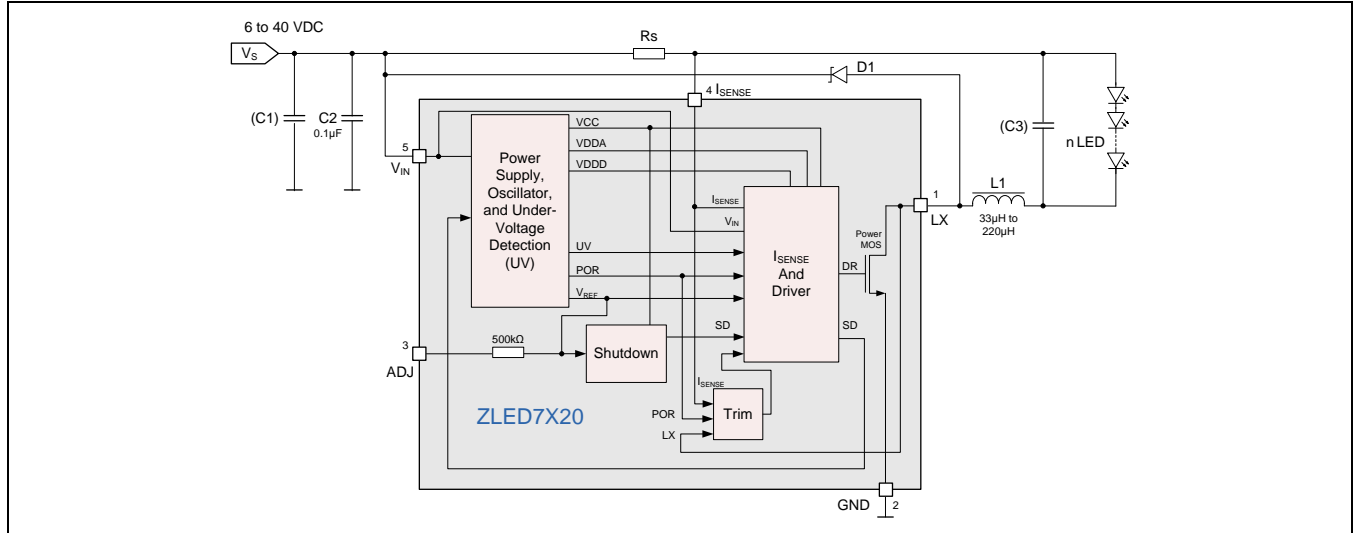 6 to 40 VDC
VS
Rs
D1
4 ISENSE
(C1)
C2
0.1µF
(C3)
n LED
5
VIN
Power
Supply,
Oscillator,
and Under-
Voltage
Detection
(UV)
VCC
VDDA
VDDD
UV
POR
VREF
ISENSE
VIN
ISENSE
And
Driver
SD
DR
SD
Power
MOS
1
LX
L1
33µH to
220µH
3
ADJ
500kΩ
Shutdown
ISENSE
POR
LX
Trim
ZLED7X20
GND
2